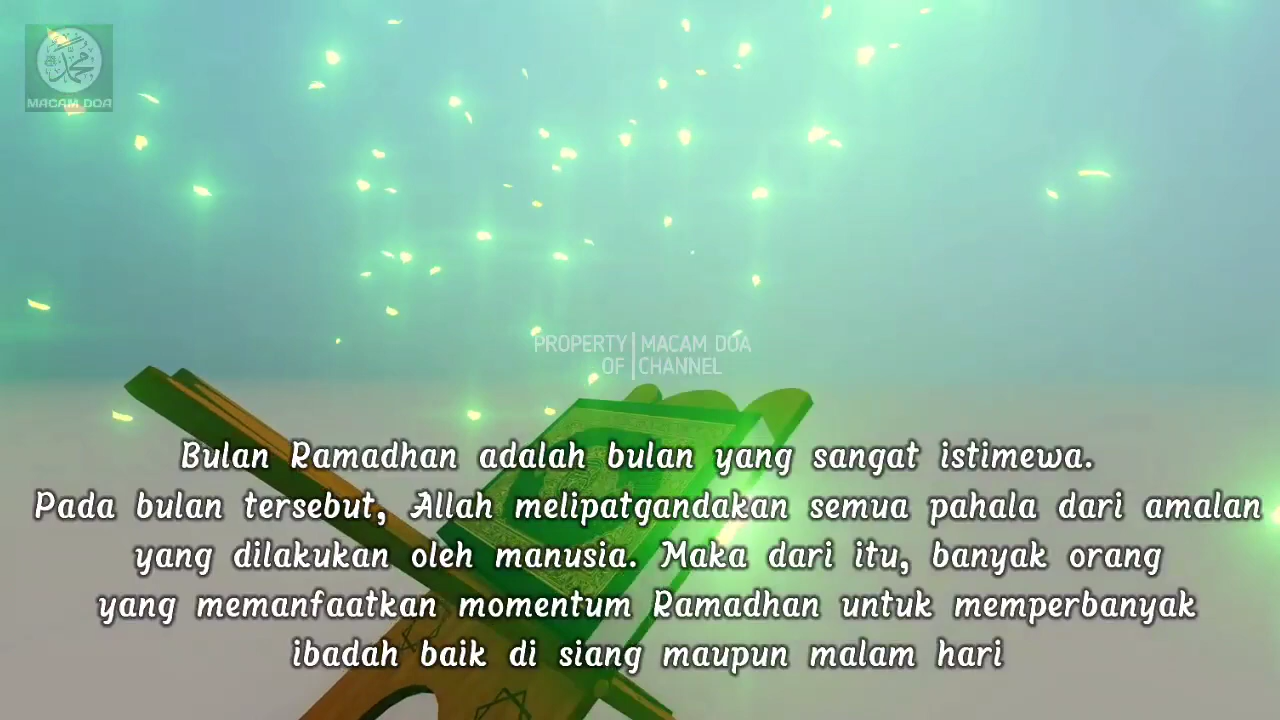 محمد
MACAM DOA
PROPERTY OF
MACAM DOA CHANNEL
Bulan Ramadhan adalah bulan yang sangat istimewa.
Pada bulan tersebut, Allah melipatgandakan semua pahala dari amalan
yang dilakukan oleh manusia. Maka dari itu, banyak orang
yang memanfaatkan momentum Ramadhan untuk memperbanyak
ibadah baik di siang maupun malam hari